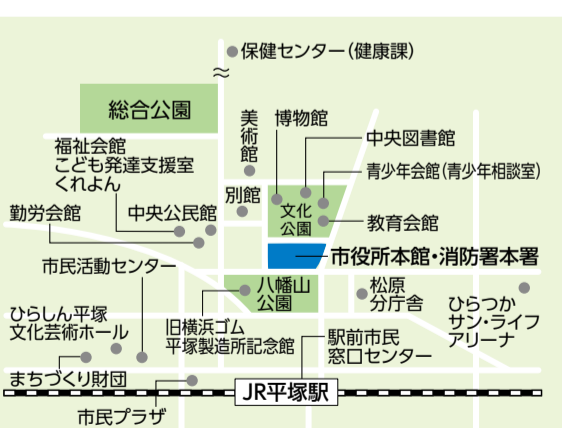 保健センター(健康課)
総合公園
美術館
博物館
中央図書館
福祉会館
こども発達支援室
くれよん
青少年会館(青少年相談室)
別館
文化
公園
勤労会館
中央公民館
教育会館
市役所本館・消防署本署
市民活動センター
八幡山
公園
松原
分庁舎
ひらつか
サン・ライフ
アリーナ
ひらしん平塚
文化芸術ホール
旧横浜ゴム
平塚製造所記念館
駅前市民
窓口センター
まちづくり財団
JR平塚駅
市民プラザ